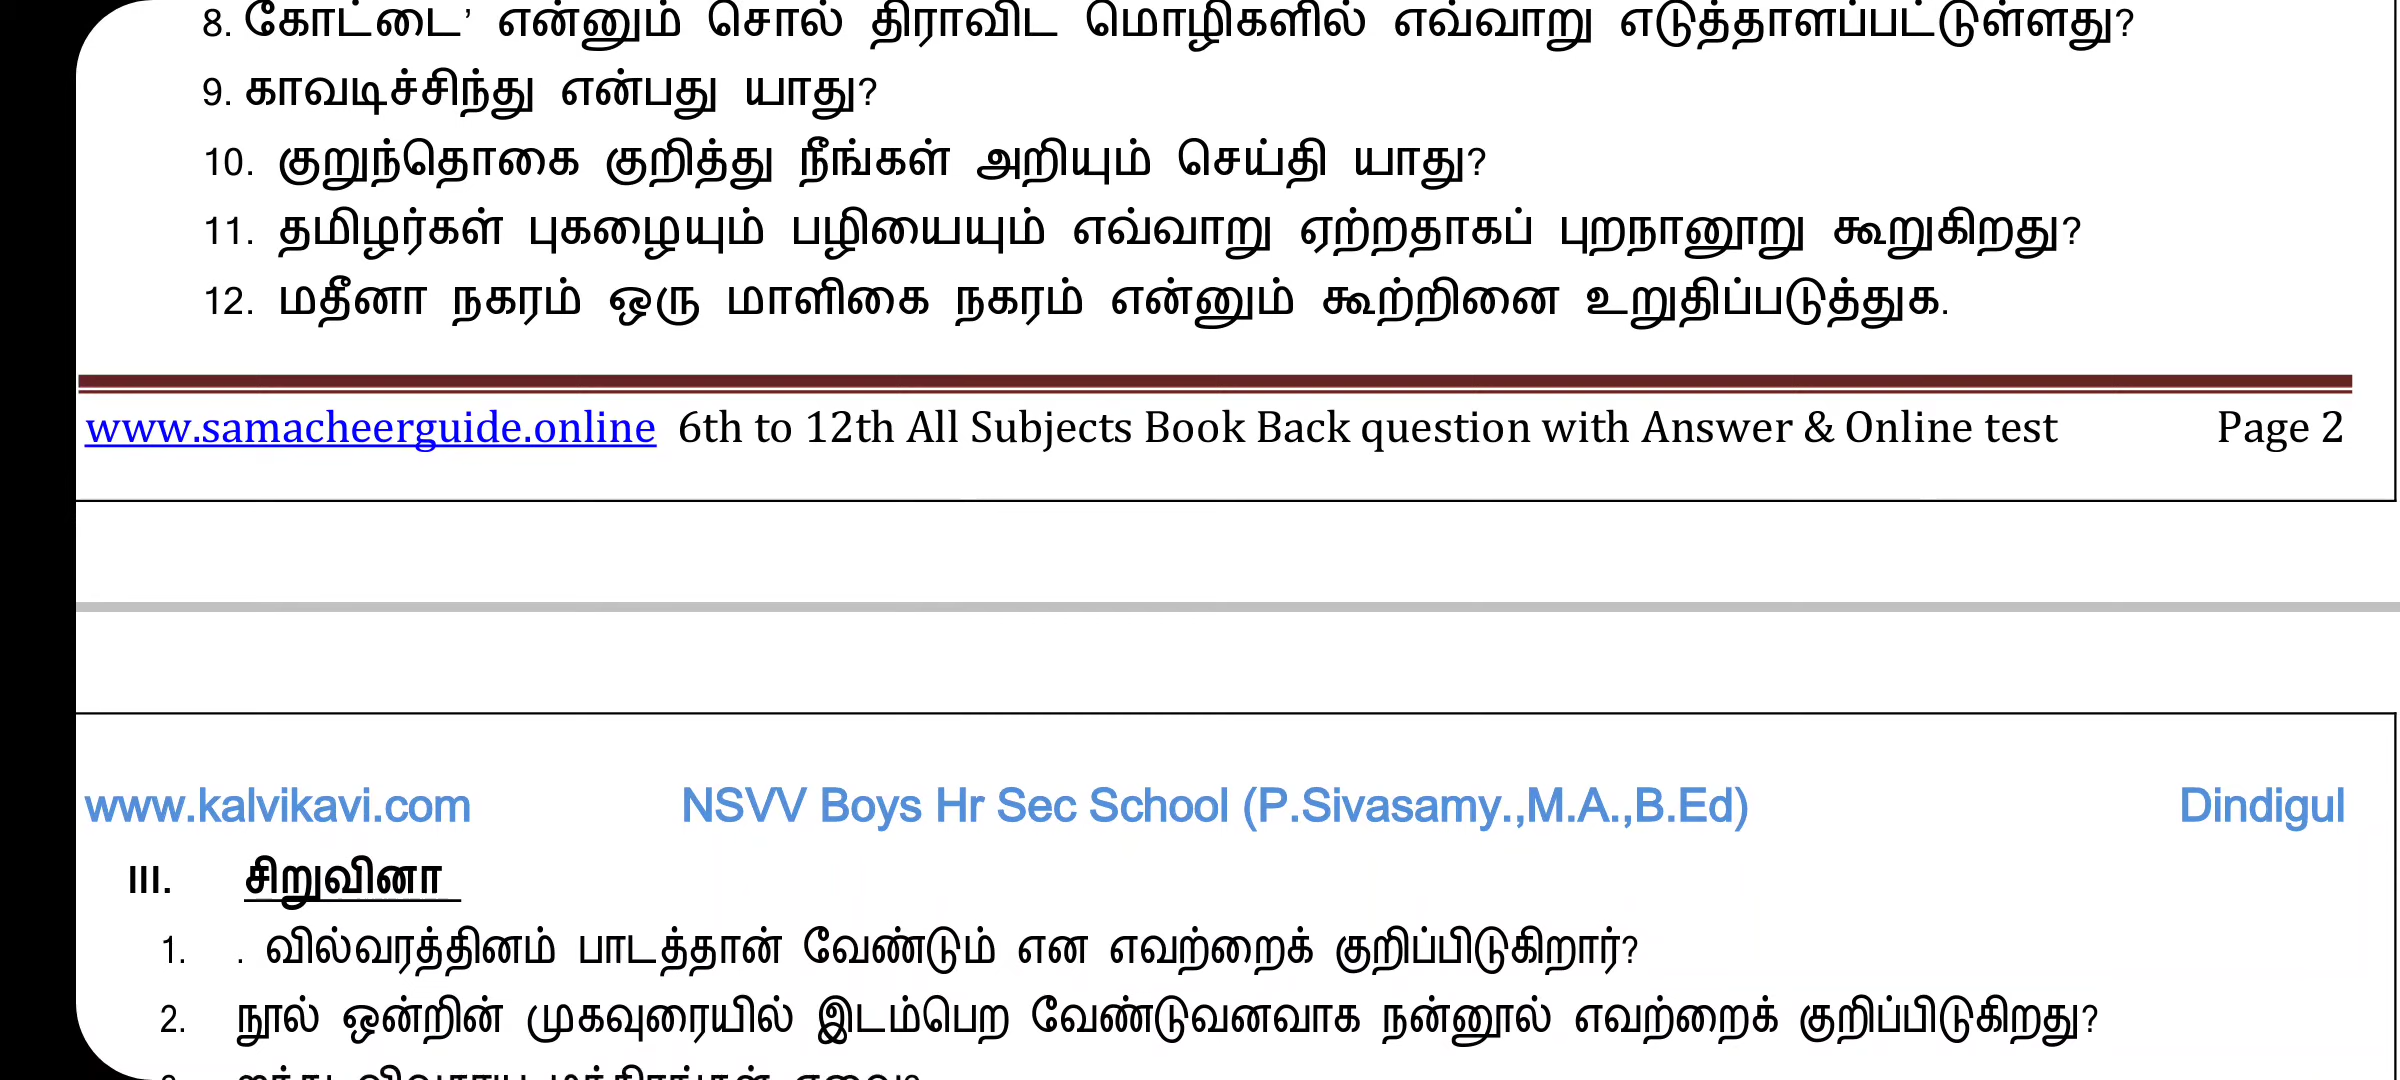 8. கோட்டை' என்னும் சொல் திராவிட மொழிகளில் எவ்வாறு எடுத்தாளப்பட்டுள்ளது?
9. காவடிச்சிந்து என்பது யாது?
10. குறுந்தொகை குறித்து நீங்கள் அறியும் செய்தி யாது?
11. தமிழர்கள் புகழையும் பழியையும் எவ்வாறு ஏற்றதாகப் புறநானூறு கூறுகிறது?
12. மதீனா நகரம் ஒரு மாளிகை நகரம் என்னும் கூற்றினை உறுதிப்படுத்துக.
www.samacheerguide.online 6th to 12th All Subjects Book Back question with Answer & Online test Page 2
www.kalvikavi.com NSVV Boys Hr Sec School (P.Sivasamy.,M.A.,B.Ed) Dindigul
III. சிறுவினா
1. . வில்வரத்தினம் பாடத்தான் வேண்டும் என எவற்றைக் குறிப்பிடுகிறார்?
2. நூல் ஒன்றின் முகவுரையில் இடம்பெற வேண்டுவனவாக நன்னூல் எவற்றைக் குறிப்பிடுகிறது?